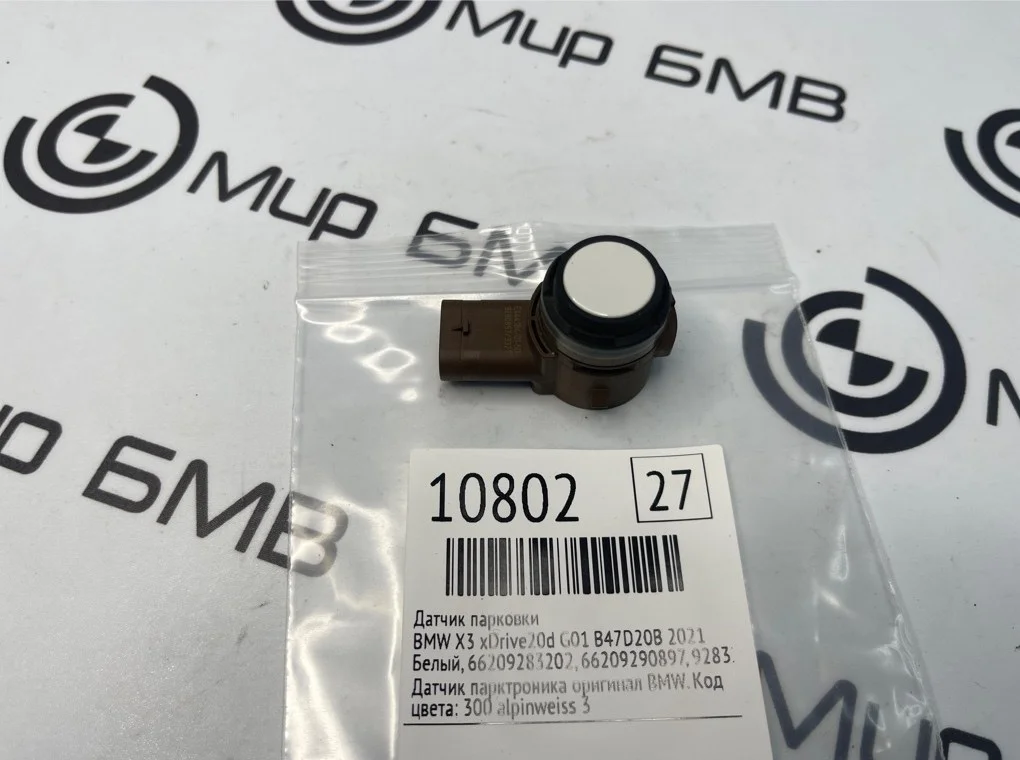 Мир БМВ
Мир БМВ
БМВ
10802
27
Датчик парковки
BMW X3 xDrive20d G01 B47D20B 2021
Белый, 66209283202, 66209290897, 9283
Датчик парктроника оригинал BMW. Код
цвета: 300 alpinweiss 3